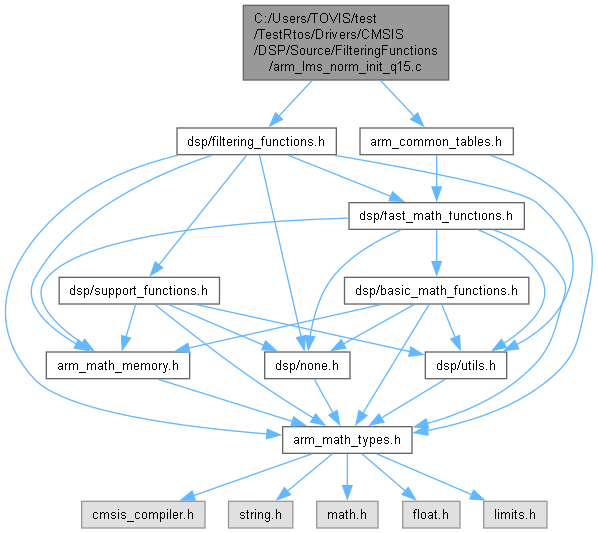 C:/Users/TOVIS/test
/TestRtos/Drivers/CMSIS
/DSP/Source/FilteringFunctions
/arm_lms_norm_init_q15.c
dsp/filtering_functions.h
arm_common_tables.h
dsp/fast_math_functions.h
dsp/support_functions.h
dsp/basic_math_functions.h
arm_math_memory.h
dsp/none.h
dsp/utils.h
arm_math_types.h
cmsis_compiler.h
string.h
math.h
float.h
limits.h